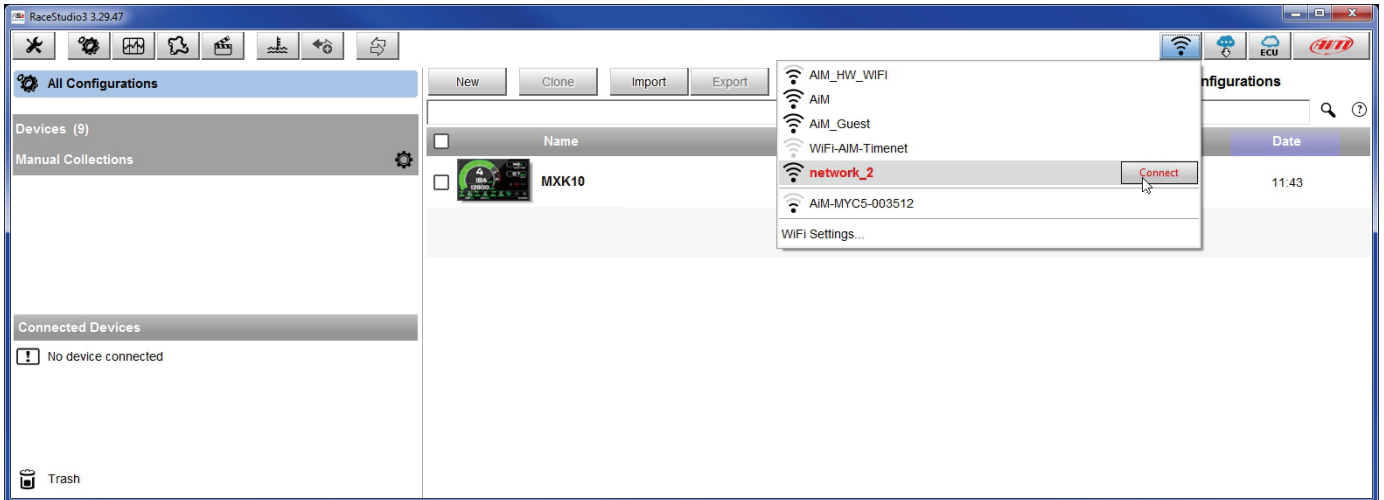 RaceStudio3 3.29.47
ECU
AiM
All Configurations
New Clone Import Export
nfigurations
AiM_HW_WIFI
AiM
AiM_Guest
WiFi-AIM-Timenet
network_2 Connect
AiM-MYC5-003512
WiFi Settings...
Devices (9)
Manual Collections
Name Date
MXK10 11:43
4
12500
Connected Devices
No device connected
Trash